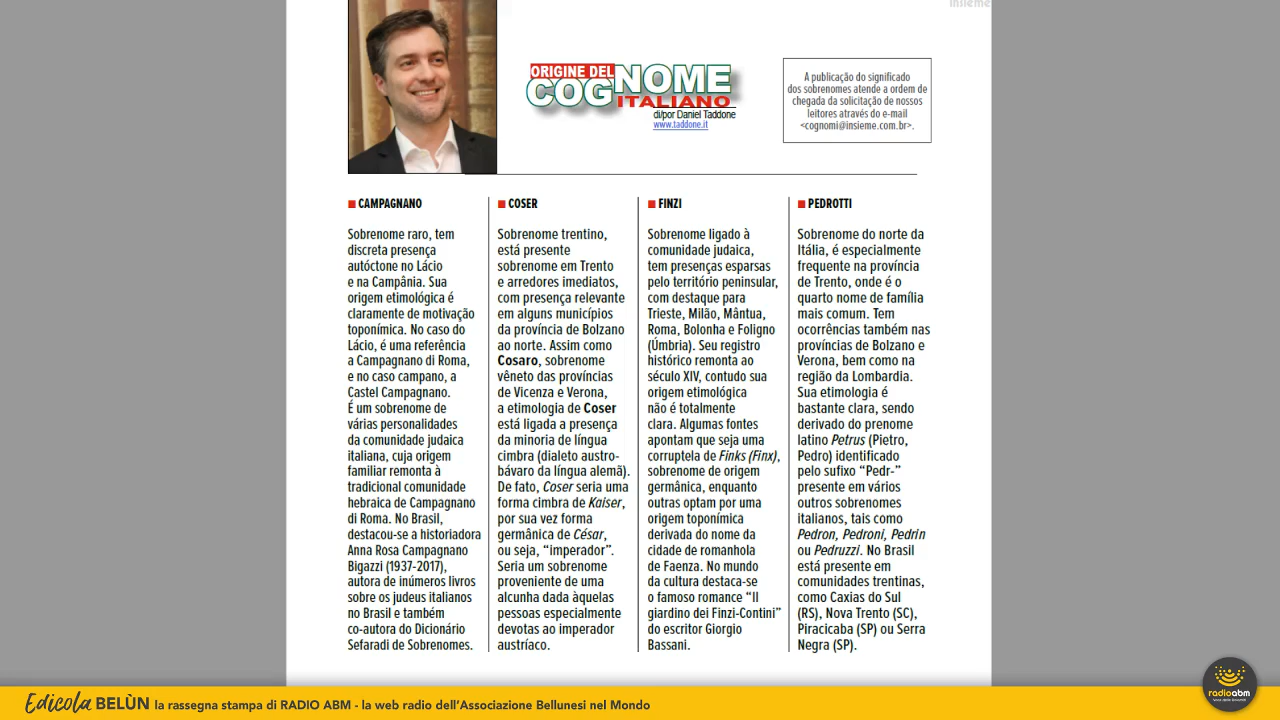 insieme
ORIGINE DEL
COGNOME
ITALIANO
di/por Daniel Taddone
www.taddone.it
A publicação do significado
dos sobrenomes atende a ordem de
chegada da solicitação de nossos
leitores através do e-mail
<cognomi@insieme.com.br>.
CAMPAGNANO
Sobrenome raro, tem
discreta presença
autóctone no Lácio
e na Campânia. Sua
origem etimológica é
claramente de motivação
toponímica. No caso do
Lácio, é uma referência
a Campagnano di Roma,
e no caso campano, a
Castel Campagnano.
É um sobrenome de
várias personalidades
da comunidade judaica
italiana, cuja origem
familiar remonta à
tradicional comunidade
hebraica de Campagnano
di Roma. No Brasil,
destacou-se a historiadora
Anna Rosa Campagnano
Bigazzi (1937-2017),
autora de inúmeros livros
sobre os judeus italianos
no Brasil e também
co-autora do Dicionário
Sefaradi de Sobrenomes.
COSER
Sobrenome trentino,
está presente
sobrenome em Trento
e arredores imediatos,
com presença relevante
em alguns municípios
da província de Bolzano
ao norte. Assim como
Cosaro, sobrenome
vêneto das províncias
de Vicenza e Verona,
a etimologia de Coser
está ligada a presença
da minoria de língua
cimbra (dialeto austro-
bávaro da língua alemã).
De fato, Coser seria uma
forma cimbra de Kaiser,
por sua vez forma
germânica de César,
ou seja, “imperador”.
Seria um sobrenome
proveniente de uma
alcunha dada àquelas
pessoas especialmente
devotas ao imperador
austríaco.
FINZI
Sobrenome ligado à
comunidade judaica,
tem presenças esparsas
pelo território peninsular,
com destaque para
Trieste, Milão, Mântua,
Roma, Bolonha e Foligno
(Úmbria). Seu registro
histórico remonta ao
século XIV, contudo sua
origem etimológica
não é totalmente
clara. Algumas fontes
apontam que seja uma
corruptela de Finks (Finx),
sobrenome de origem
germânica, enquanto
outras optam por uma
origem toponímica
derivada do nome da
cidade de romanhola
de Faenza. No mundo
da cultura destaca-se
o famoso romance “Il
giardino dei Finzi-Contini”
do escritor Giorgio
Bassani.
PEDROTTI
Sobrenome do norte da
Itália, é especialmente
frequente na província
de Trento, onde é o
quarto nome de família
mais comum. Tem
ocorrências também nas
províncias de Bolzano e
Verona, bem como na
região da Lombardia.
Sua etimologia é
bastante clara, sendo
derivado do prenome
latino Petrus (Pietro,
Pedro) identificado
pelo sufixo “Pedr-”
presente em vários
outros sobrenomes
italianos, tais como
Pedron, Pedroni, Pedrin
ou Pedruzzi. No Brasil
está presente em
comunidades trentinas,
como Caxias do Sul
(RS), Nova Trento (SC),
Piracicaba (SP) ou Serra
Negra (SP).
Edicola BELÙN la rassegna stampa di RADIO ABM - la web radio dell'Associazione Bellunesi nel Mondo
radioabm